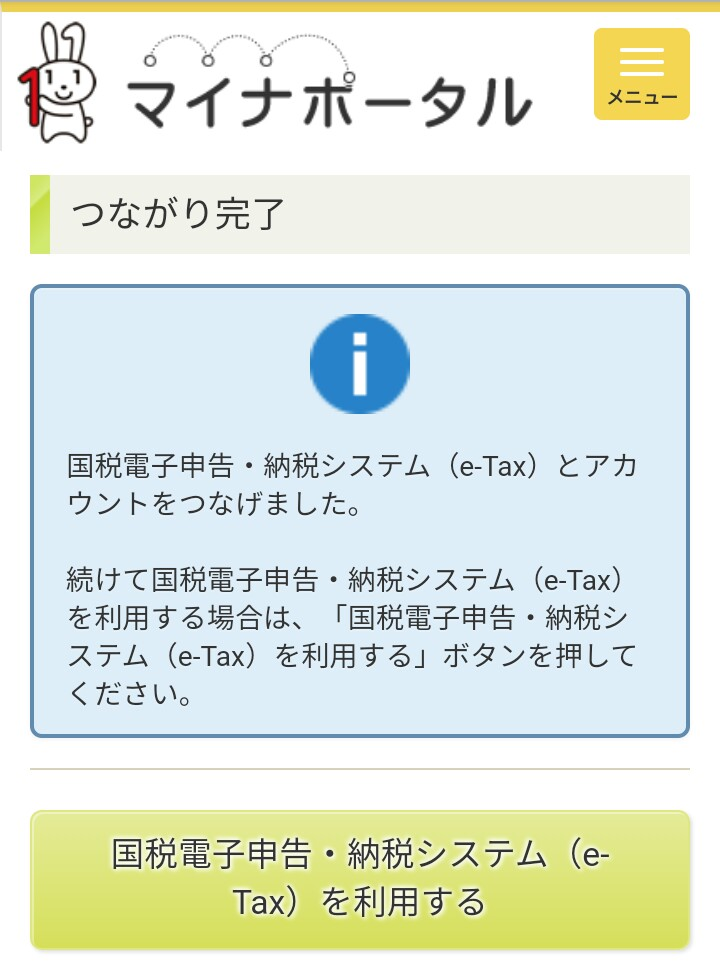 マイナポータル
メニュー
つながり完了
国税電子申告・納税システム（e-Tax）とアカ
ウントをつなげました。
続けて国税電子申告・納税システム（e-Tax）
を利用する場合は、「国税電子申告・納税シ
ステム（e-Tax）を利用する」ボタンを押して
ください。
国税電子申告・納税システム（e-
Tax）を利用する